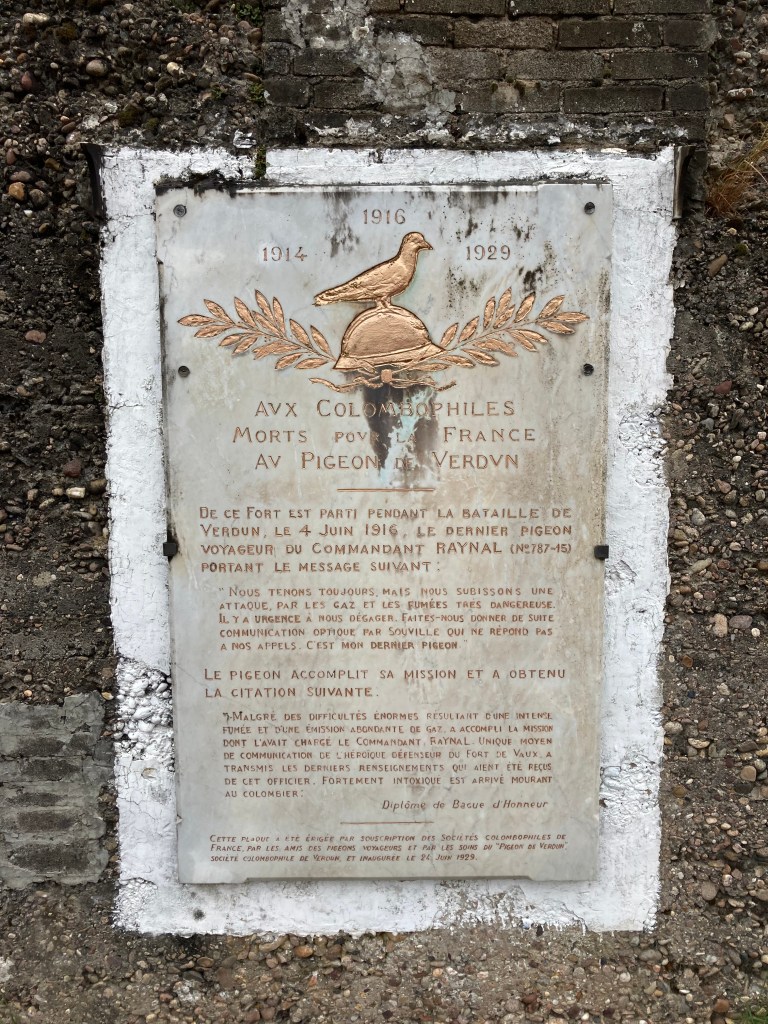 1916
1914 1929
AVX COLOMBOPHILES
MORTS POVR LA FRANCE
AV PIGEON DE VERDVN
DE CE FORT EST PARTI PENDANT LA BATAILLE DE
VERDUN, LE 4 JUIN 1916, LE DERNIER PIGEON
VOYAGEUR DU COMMANDANT RAYNAL (No 787-15)
PORTANT LE MESSAGE SUIVANT:
"NOUS TENONS TOUJOURS, MAIS NOUS SUBISSONS UNE
ATTAQUE, PAR LES GAZ ET LES FUMÉES TRÈS DANGEREUSE.
IL Y A URGENCE À NOUS DÉGAGER. FAITES-NOUS DONNER DE SUITE
COMMUNICATION OPTIQUE PAR SOUVILLE QUI NE RÉPOND PAS
A NOS APPELS. C'EST MON DERNIER PIGEON."
LE PIGEON ACCOMPLIT SA MISSION ET A OBTENU
LA CITATION SUIVANTE.
"-MALGRÉ DES DIFFICULTÉS ÉNORMES RÉSULTANT D'UNE INTENSE
FUMÉE ET D'UNE ÉMISSION ABONDANTE DE GAZ, A ACCOMPLI LA MISSION
DONT L'AVAIT CHARGÉ LE COMMANDANT RAYNAL. UNIQUE MOYEN
DE COMMUNICATION DE L'HÉROÏQUE DÉFENSEUR DU FORT DE VAUX, A
TRANSMIS LES DERNIERS RENSEIGNEMENTS QUI AIENT ÉTÉ REÇUS
DE CET OFFICIER. FORTEMENT INTOXIQUÉ EST ARRIVÉ MOURANT
AU COLOMBIER:
Diplôme de Bague d'Honneur
CETTE PLAQUE A ÉTÉ ÉRIGÉE PAR SOUSCRIPTION DES SOCIÉTÉS COLOMBOPHILES DE
FRANCE, PAR LES AMIS DES PIGEONS VOYAGEURS ET PAR LES SOINS DU "PIGEON DE VERDUN"
SOCIÉTÉ COLOMBOPHILE DE VERDUN, ET INAUGURÉE LE 24 JUIN 1929.